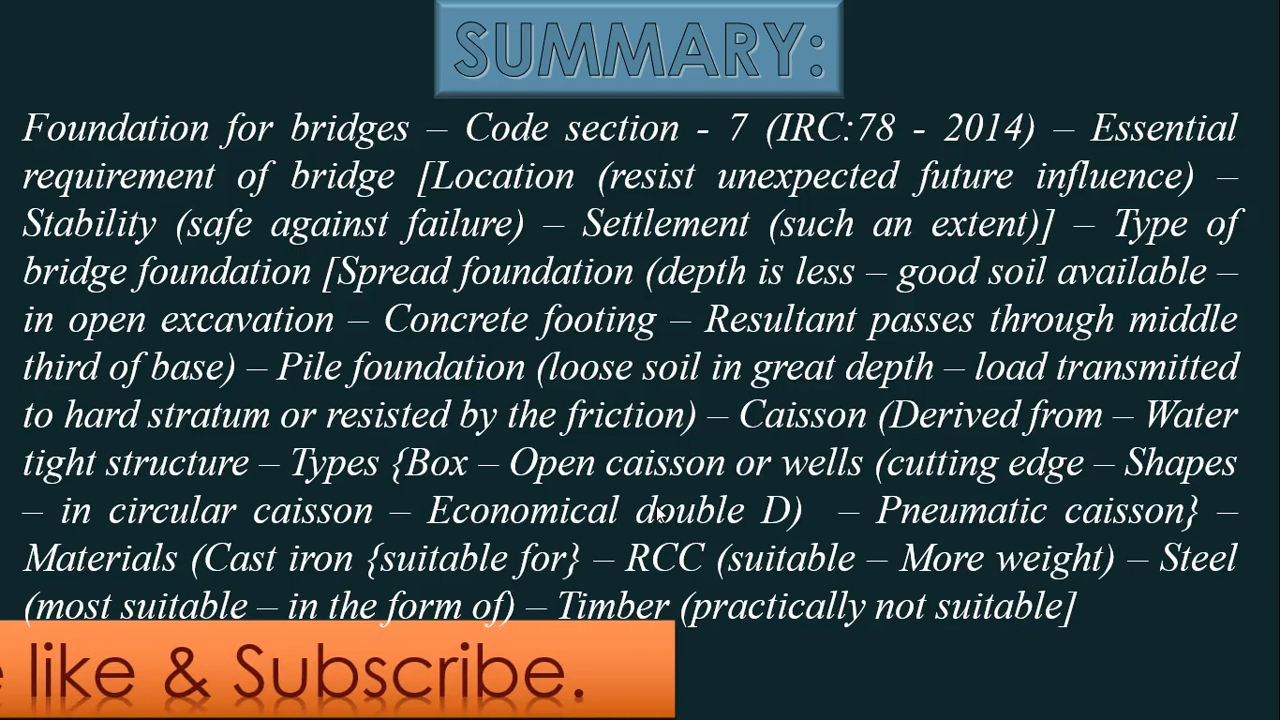 SUMMARY:
Foundation for bridges – Code section - 7 (IRC:78 - 2014) – Essential
requirement of bridge [Location (resist unexpected future influence) –
Stability (safe against failure) – Settlement (such an extent)] – Type of
bridge foundation [Spread foundation (depth is less – good soil available –
in open excavation – Concrete footing – Resultant passes through middle
third of base) – Pile foundation (loose soil in great depth – load transmitted
to hard stratum or resisted by the friction) – Caisson (Derived from – Water
tight structure – Types {Box – Open caisson or wells (cutting edge – Shapes
– in circular caisson – Economical double D) – Pneumatic caisson} –
Materials (Cast iron {suitable for} – RCC (suitable – More weight) – Steel
(most suitable – in the form of) – Timber (practically not suitable]
like & Subscribe.